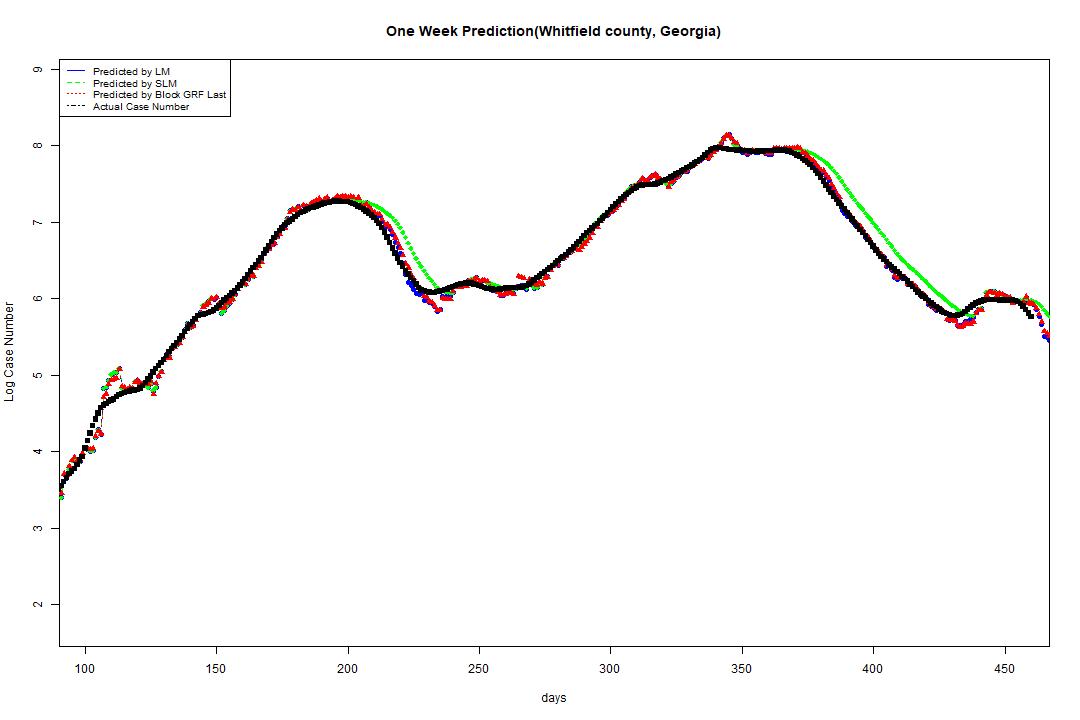 One Week Prediction(Whitfield county, Georgia)
Predicted by LM
Predicted by SLM
Predicted by Block GRF Last
Actual Case Number
9
8
7
6
5
4
3
2
Log Case Number
100 150 200 250 300 350 400 450
days